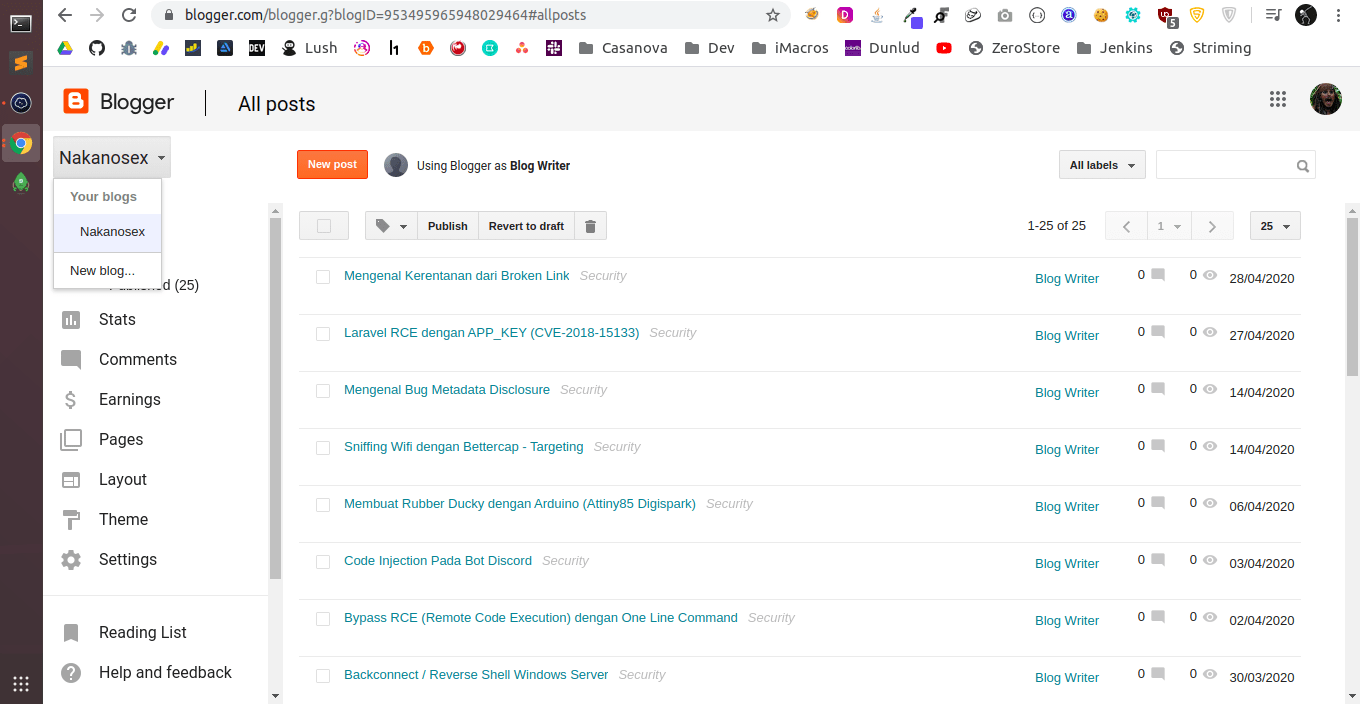 blogger.com/blogger.g?blogID=953495965948029464#allposts
5
DEV Lush h b Casanova Dev iMacros Dunlud ZeroStore Jenkins Striming
Blogger All posts
Nakanosex
New post Using Blogger as Blog Writer All labels
Your blogs
Nakanosex
New blog...
Published (25)
Stats
Comments
Earnings
Pages
Layout
Theme
Settings
Reading List
Help and feedback
Publish Revert to draft 1-25 of 25 1 25
Mengenal Kerentanan dari Broken Link Security Blog Writer 0 0 28/04/2020
Laravel RCE dengan APP_KEY (CVE-2018-15133) Security Blog Writer 0 0 27/04/2020
Mengenal Bug Metadata Disclosure Security Blog Writer 0 0 14/04/2020
Sniffing Wifi dengan Bettercap - Targeting Security Blog Writer 0 0 14/04/2020
Membuat Rubber Ducky dengan Arduino (Attiny85 Digispark) Security Blog Writer 0 0 06/04/2020
Code Injection Pada Bot Discord Security Blog Writer 0 0 03/04/2020
Bypass RCE (Remote Code Execution) dengan One Line Command Security Blog Writer 0 0 02/04/2020
Backconnect / Reverse Shell Windows Server Security Blog Writer 0 0 30/03/2020